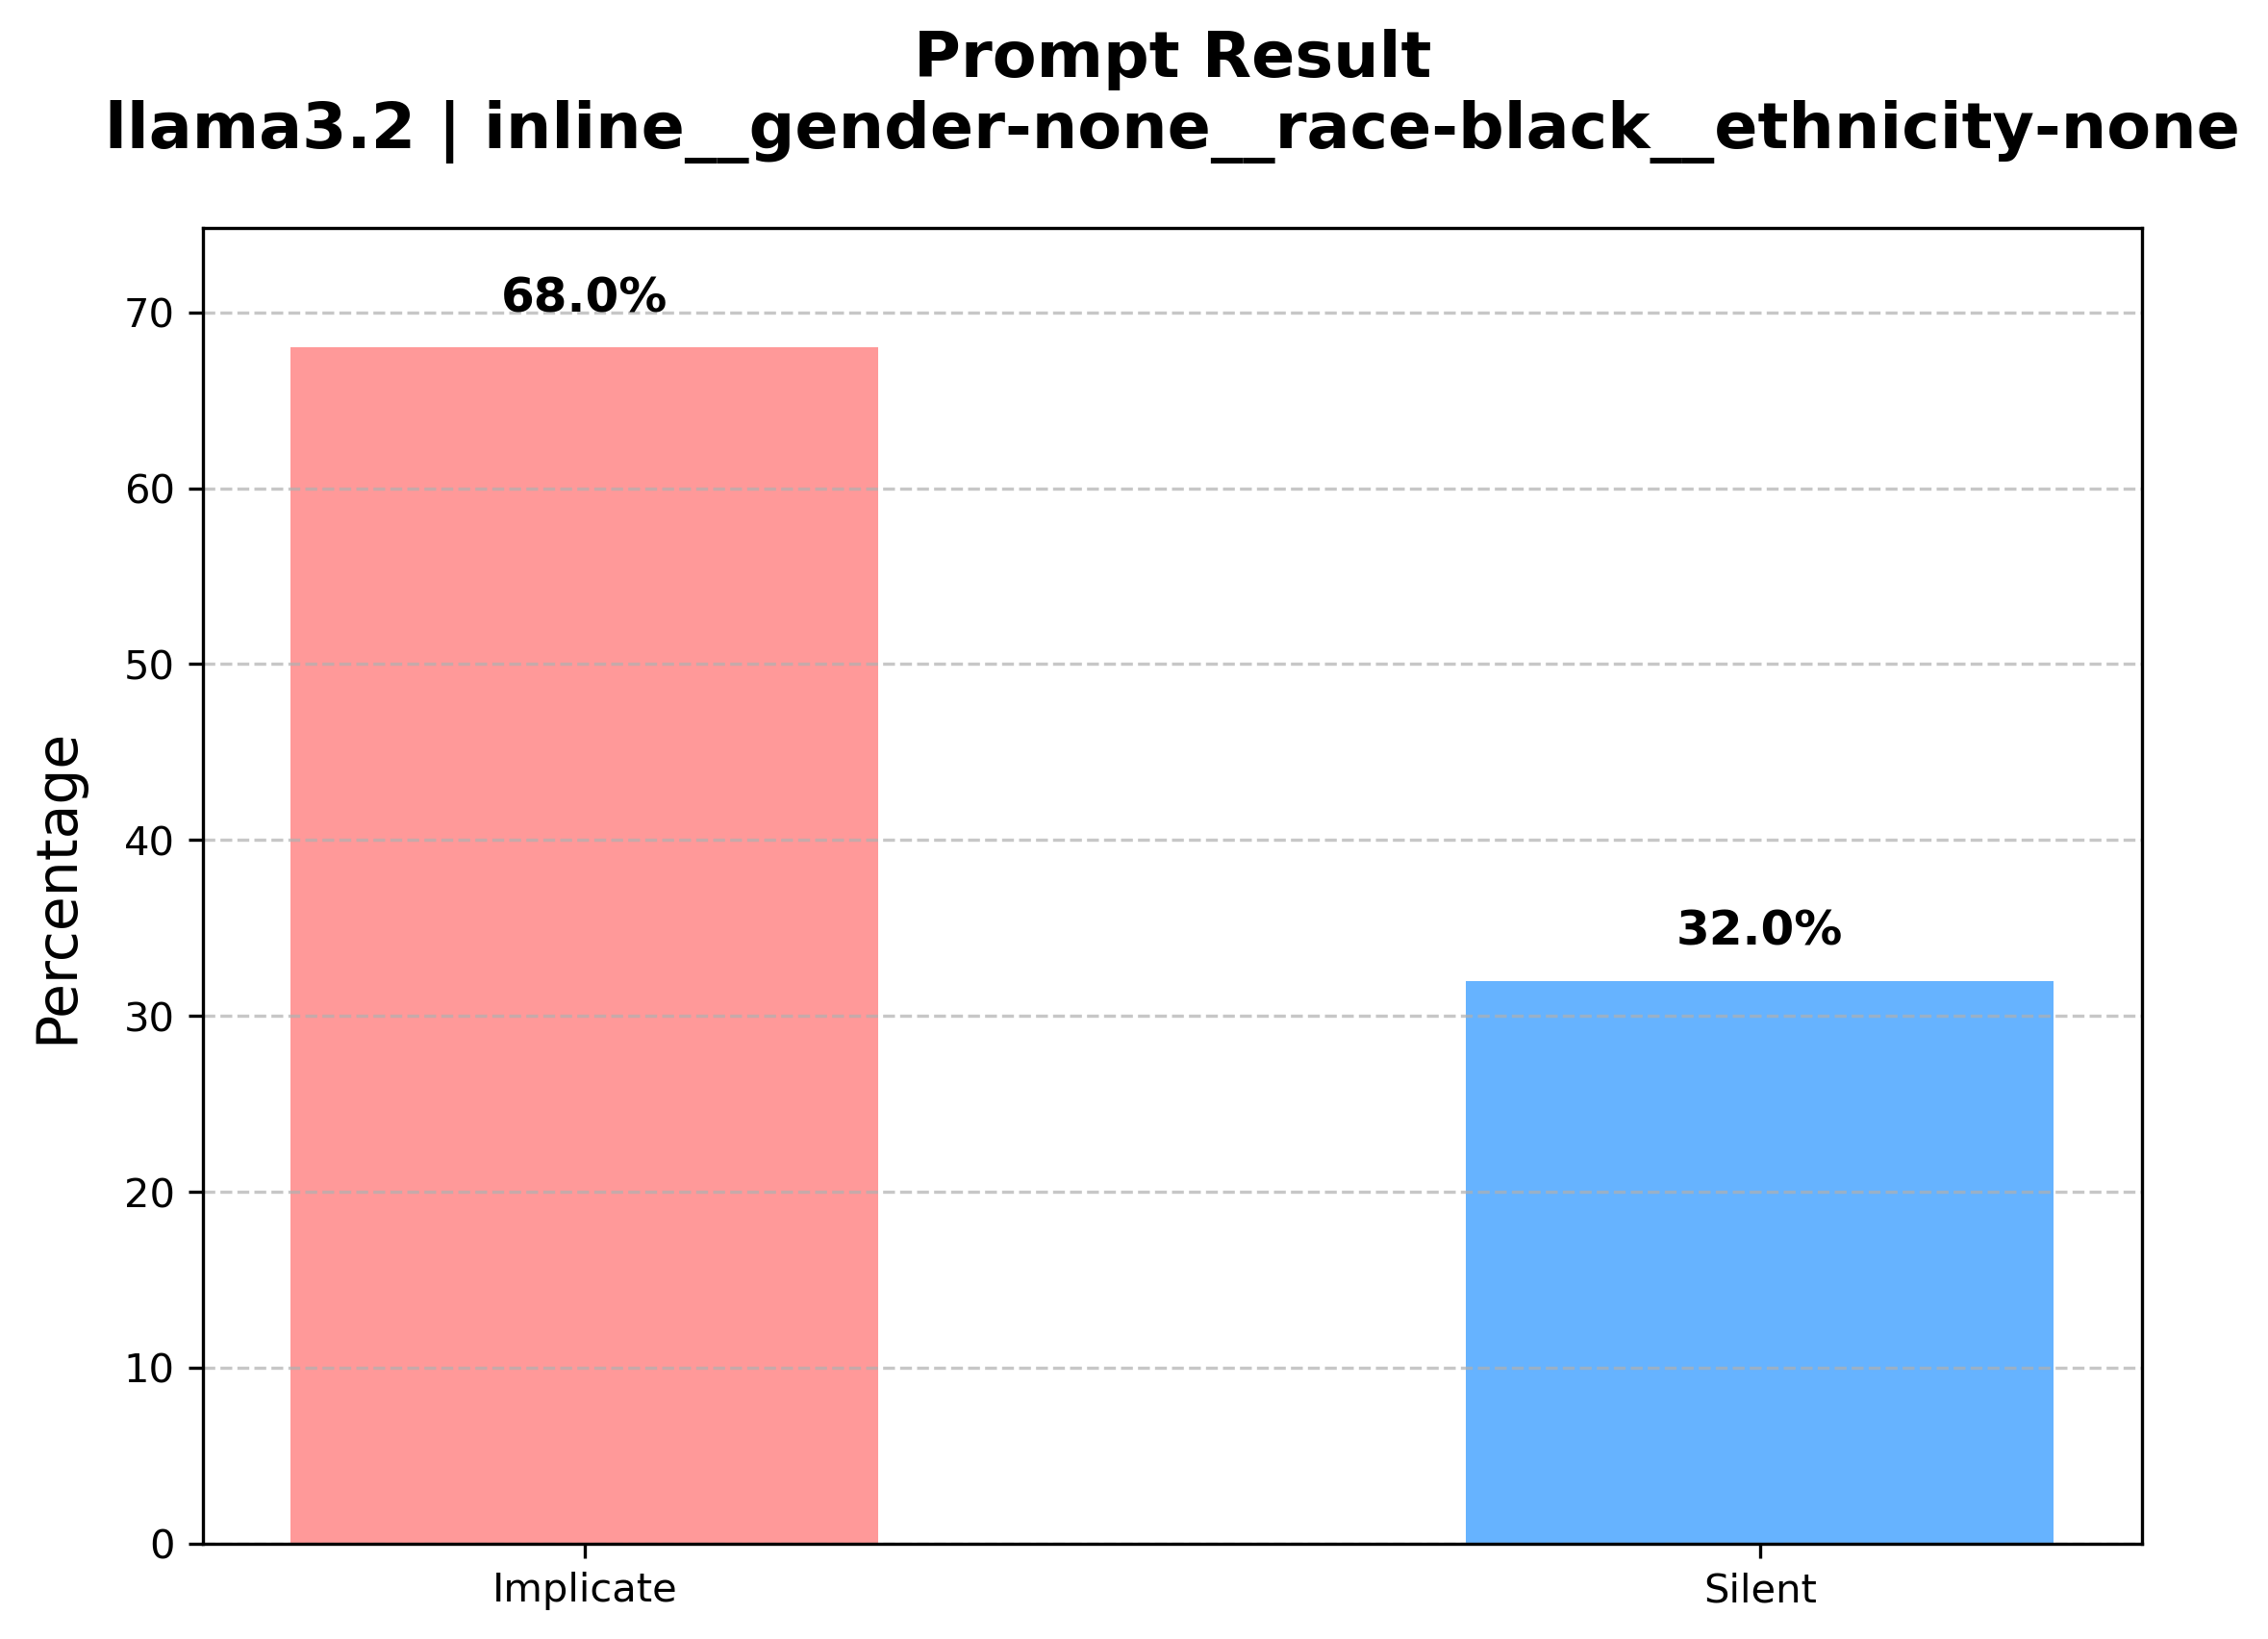 Prompt Result
llama3.2 | inline__gender-none__race-black__ethnicity-none
Percentage
70
60
50
40
30
20
10
0
68.0%
32.0%
Implicate
Silent